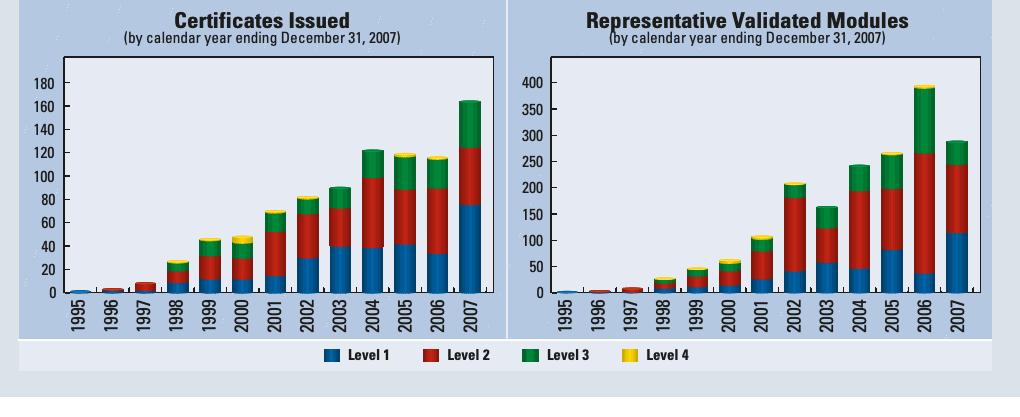 Certificates Issued
(by calendar year ending December 31, 2007)
180
160
140
120
100
80
60
40
20
0
1995 1996 1997 1998 1999 2000 2001 2002 2003 2004 2005 2006 2007
Representative Validated Modules
(by calendar year ending December 31, 2007)
400
350
300
250
200
150
100
50
0
1995 1996 1997 1998 1999 2000 2001 2002 2003 2004 2005 2006 2007
Level 1 Level 2 Level 3 Level 4